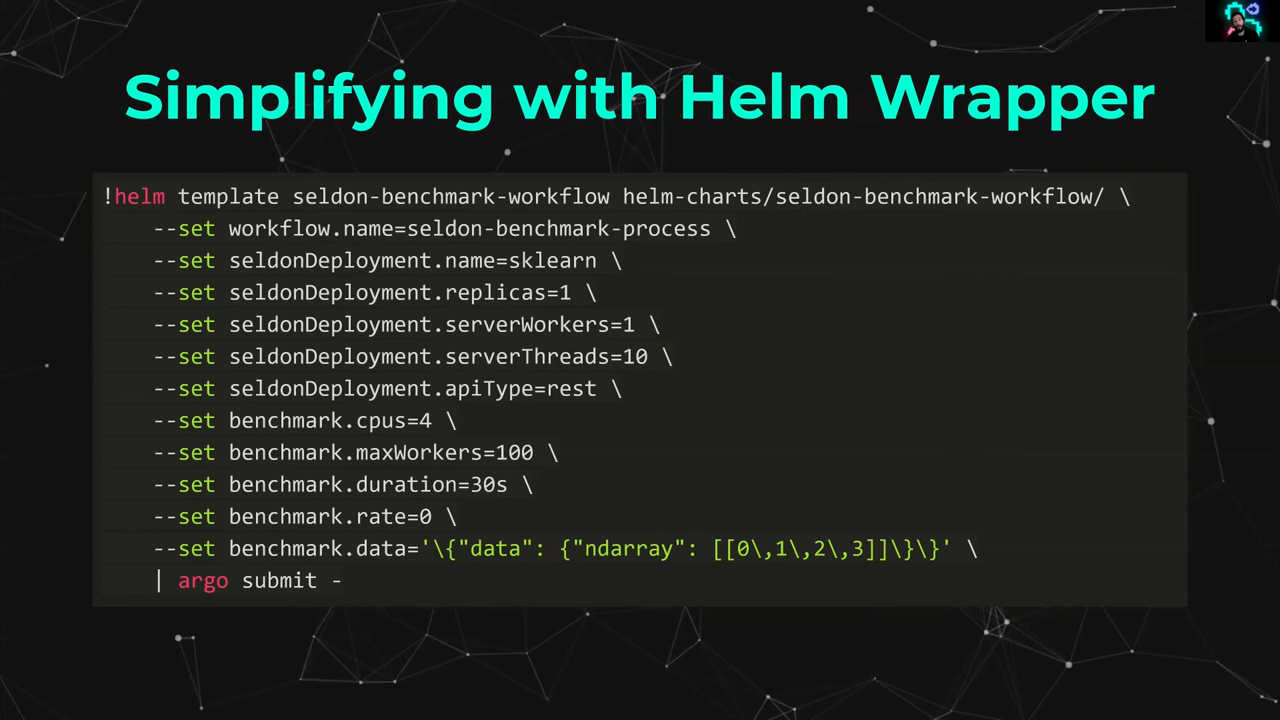 Simplifying with Helm Wrapper
!helm template seldon-benchmark-workflow helm-charts/seldon-benchmark-workflow/ \
--set workflow.name=seldon-benchmark-process \
--set seldonDeployment.name=sklearn \
--set seldonDeployment.replicas=1 \
--set seldonDeployment.serverWorkers=1 \
--set seldonDeployment.serverThreads=10 \
--set seldonDeployment.apiType=rest \
--set benchmark.cpus=4 \
--set benchmark.maxWorkers=100 \
--set benchmark.duration=30s \
--set benchmark.rate=0 \
--set benchmark.data='\{"data": {"ndarray": [[0\,1\,2\,3]]\}\}' \
| argo submit -